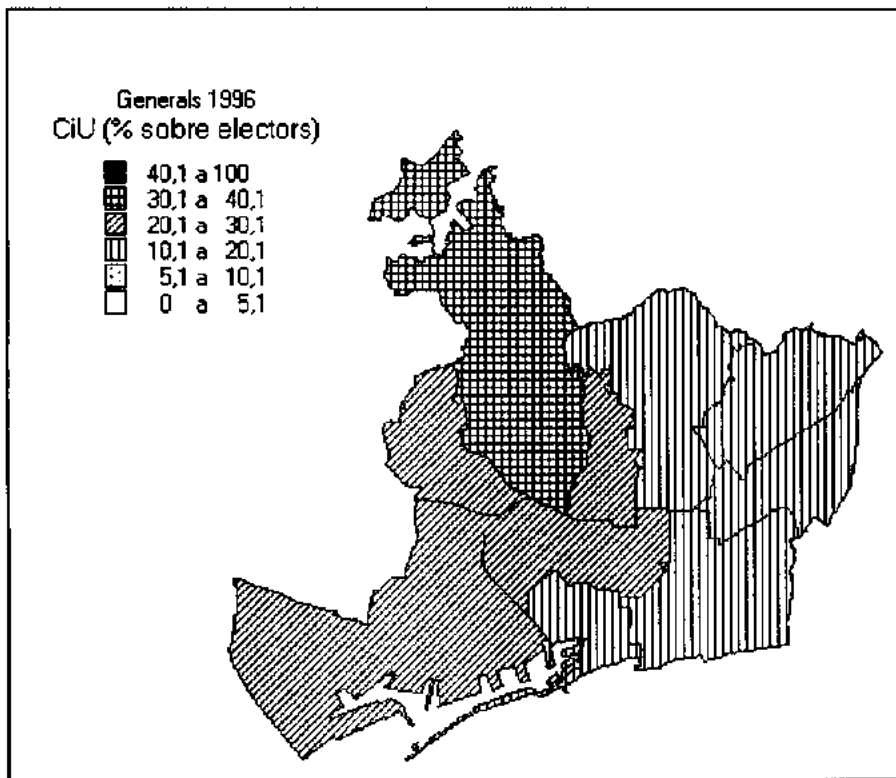 Generals 1996
CiU (% sobre electors)
40,1 a 100
30,1 a 40,1
20,1 a 30,1
10,1 a 20,1
5,1 a 10,1
0 a 5,1